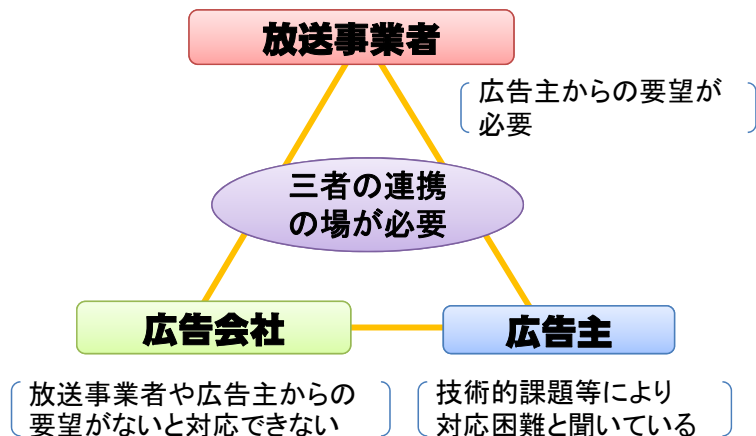 放送事業者
広告主からの要望が
必要
三者の連携
の場が必要
広告会社
広告主
放送事業者や広告主からの
要望がないと対応できない
技術的課題等により
対応困難と聞いている